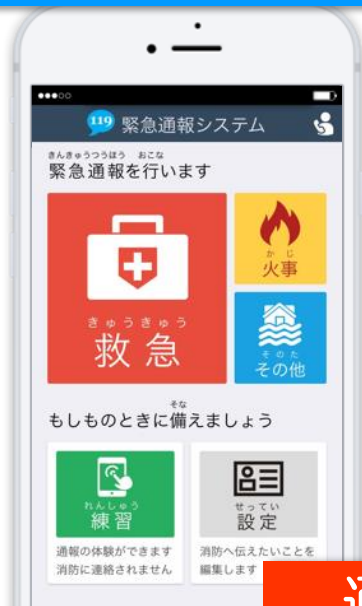 119 緊急通報システム
きんきゅうつうほう おこな
緊急通報を行います
かじ
火事
きゅうきゅう
救急
そのた
その他
そな
もしものときに備えましょう
れんしゅう
練習
通報の体験ができます
消防に連絡されません
せってい
設定
消防へ伝えたいことを
編集します